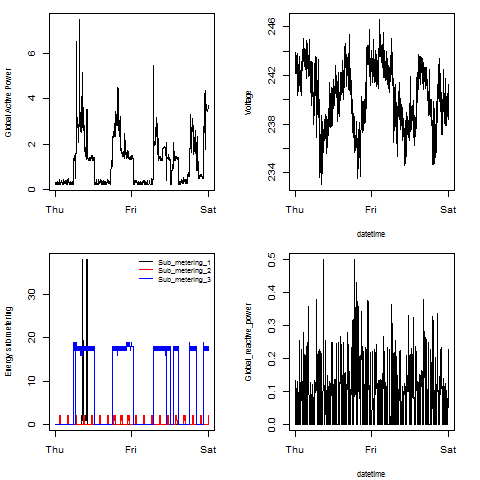 Global Active Power
0 2 4 6
Thu Fri Sat
Voltage
234 238 242 246
Thu Fri Sat
datetime
Energy sub metering
0 10 20 30
Sub_metering_1
Sub_metering_2
Sub_metering_3
Thu Fri Sat
Global_reactive_power
0.0 0.1 0.2 0.3 0.4 0.5
Thu Fri Sat
datetime